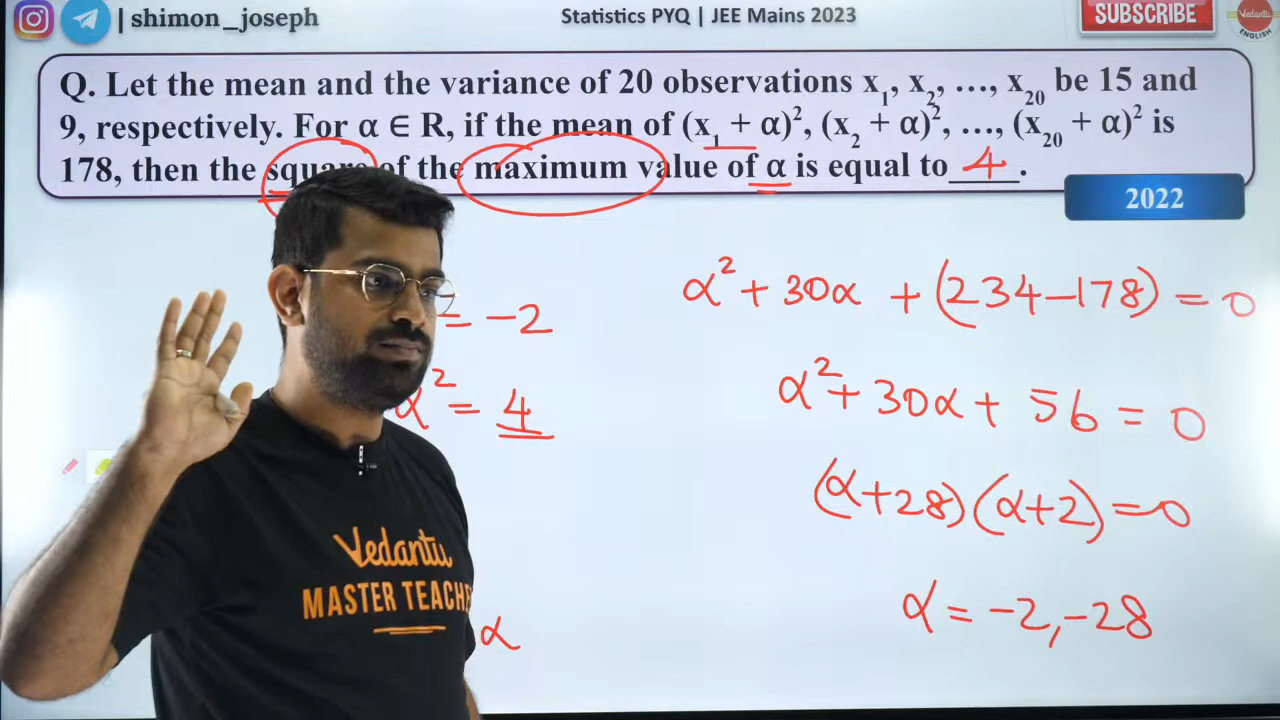 | shimon_joseph
Statistics PYQ | JEE Mains 2023
SUBSCRIBE
Vedantu
ENGLISH
Q. Let the mean and the variance of 20 observations x₁, x₂, …, x₂₀ be 15 and
9, respectively. For α ∈ R, if the mean of (x₁ + α)², (x₂ + α)², …, (x₂₀ + α)² is
178, then the square of the maximum value of α is equal to 4.
2022
α² + 30α + (234-178) = 0
= -2
α² + 30α + 56 = 0
α² = 4
(α+28)(α+2)=0
Vedantu
MASTER TEACHE
α
α = -2,-28